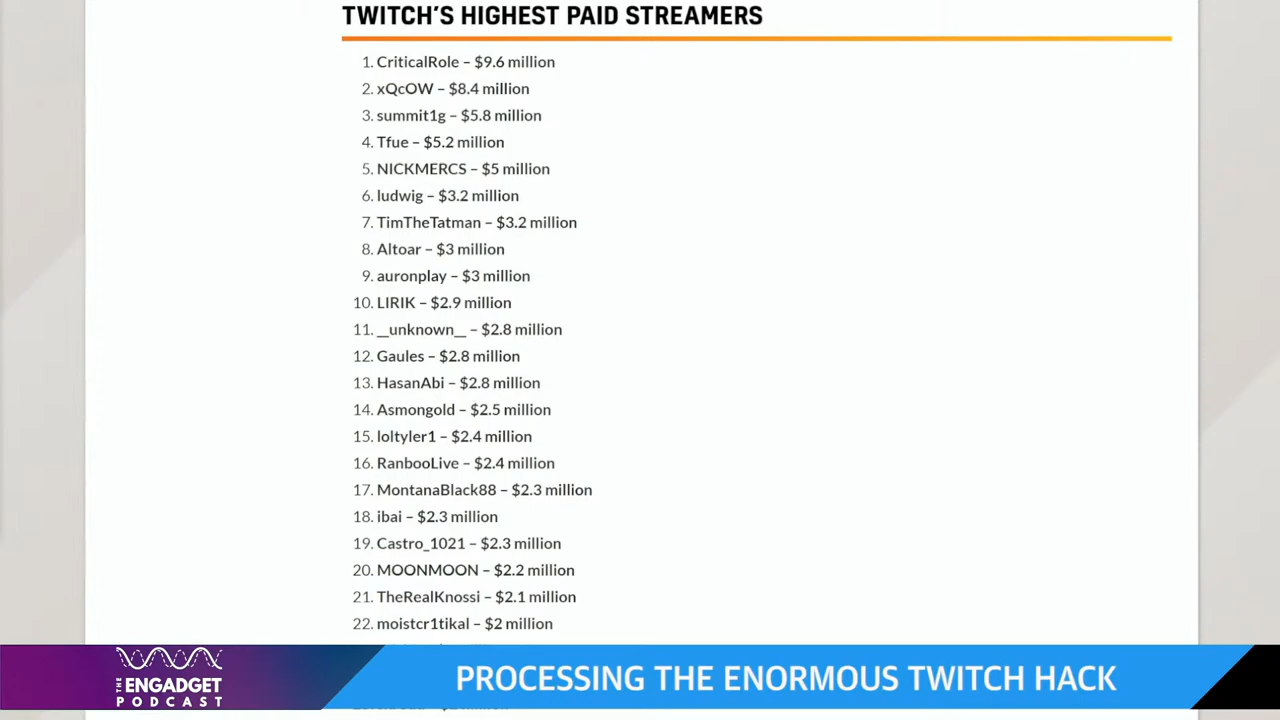 TWITCH'S HIGHEST PAID STREAMERS
1. CriticalRole – $9.6 million
2. xQcOW – $8.4 million
3. summit1g – $5.8 million
4. Tfue – $5.2 million
5. NICKMERCS – $5 million
6. ludwig – $3.2 million
7. TimTheTatman – $3.2 million
8. Altoar – $3 million
9. auronplay – $3 million
10. LIRIK – $2.9 million
11. __unknown__ – $2.8 million
12. Gaules – $2.8 million
13. HasanAbi – $2.8 million
14. Asmongold – $2.5 million
15. loltyler1 – $2.4 million
16. RanbooLive – $2.4 million
17. MontanaBlack88 – $2.3 million
18. ibai – $2.3 million
19. Castro_1021 – $2.3 million
20. MOONMOON – $2.2 million
21. TheRealKnossi – $2.1 million
22. moistcr1tikal – $2 million
THE ENGADGET PODCAST
PROCESSING THE ENORMOUS TWITCH HACK